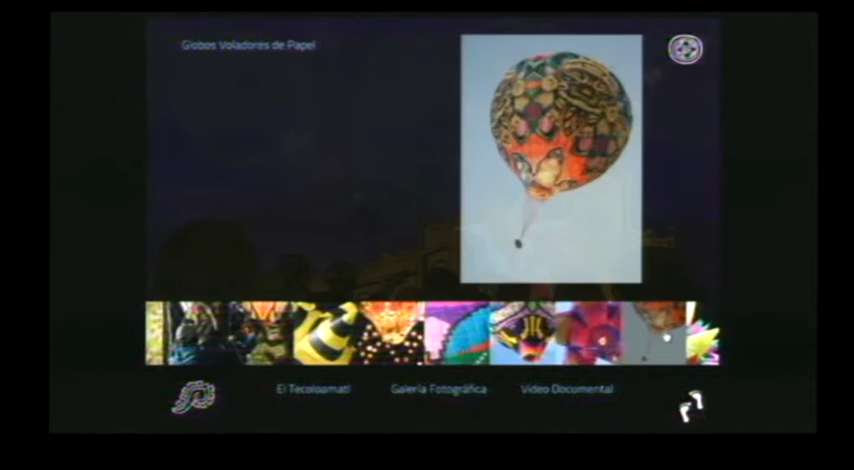 Globos Voladores de Papel
El Tecoloamatl
Galería Fotográfica
Video Documental